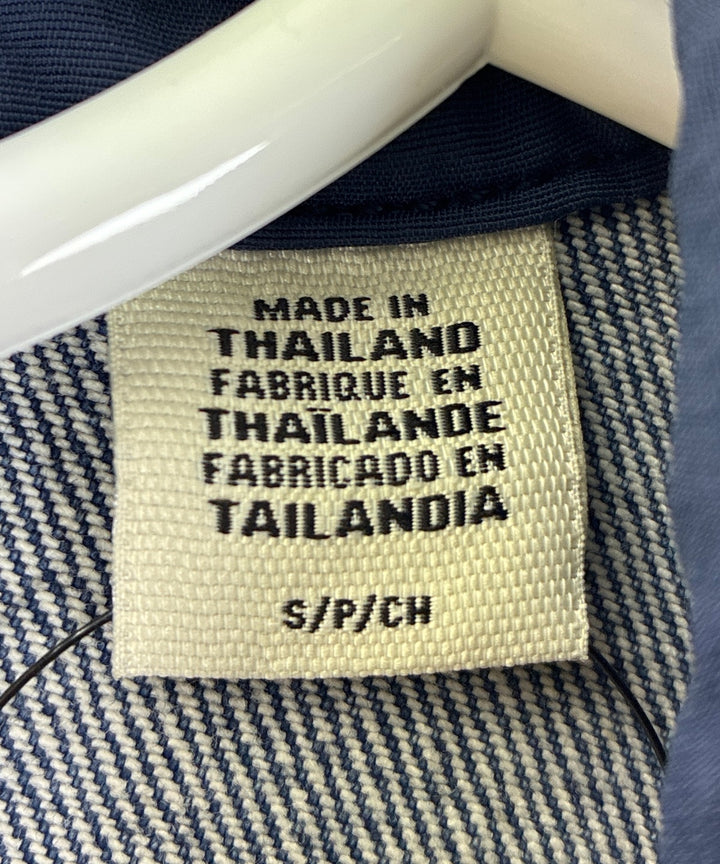 MADE IN
THAILAND
FABRIQUE EN
THAÏLANDE
FABRICADO EN
TAILANDIA
S/P/CH